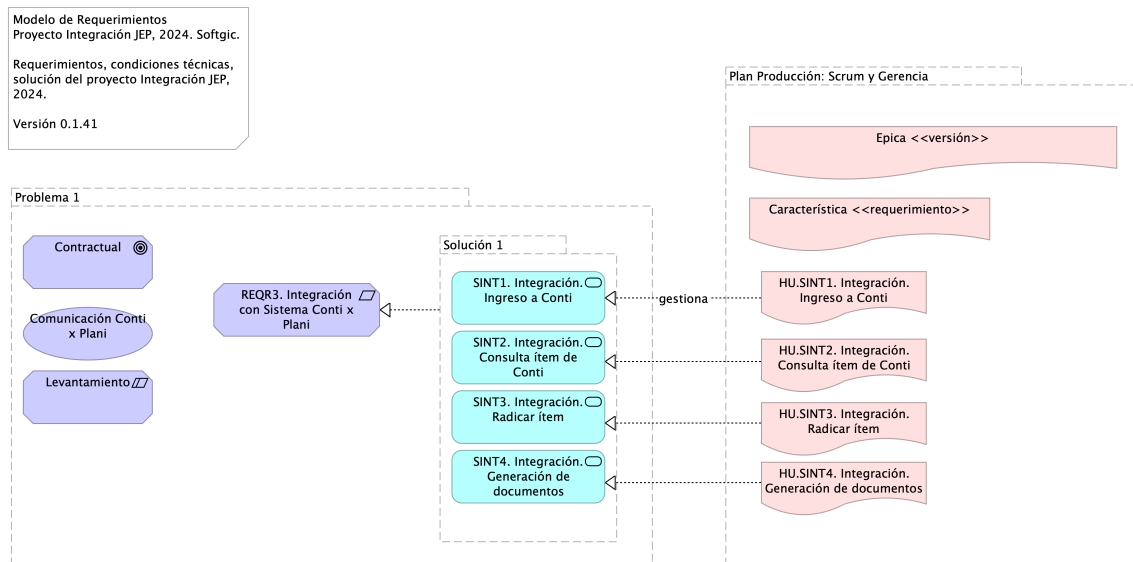 Modelo de Requerimientos
Proyecto Integración JEP, 2024. Softgic.
Requerimientos, condiciones técnicas,
solución del proyecto Integración JEP,
2024.
Versión 0.1.41
Plan Producción: Scrum y Gerencia
Epica <<versión>>
Característica <<requerimiento>>
Problema 1
Contractual
Comunicación Conti
x Plani
Levantamiento
REQR3. Integración
con Sistema Conti x
Plani
Solución 1
SINT1. Integración.
Ingreso a Conti
SINT2. Integración.
Consulta ítem de
Conti
SINT3. Integración.
Radicar ítem
SINT4. Integración.
Generación de
documentos
gestiona
HU.SINT1. Integración.
Ingreso a Conti
HU.SINT2. Integración.
Consulta ítem de Conti
HU.SINT3. Integración.
Radicar ítem
HU.SINT4. Integración.
Generación de documentos